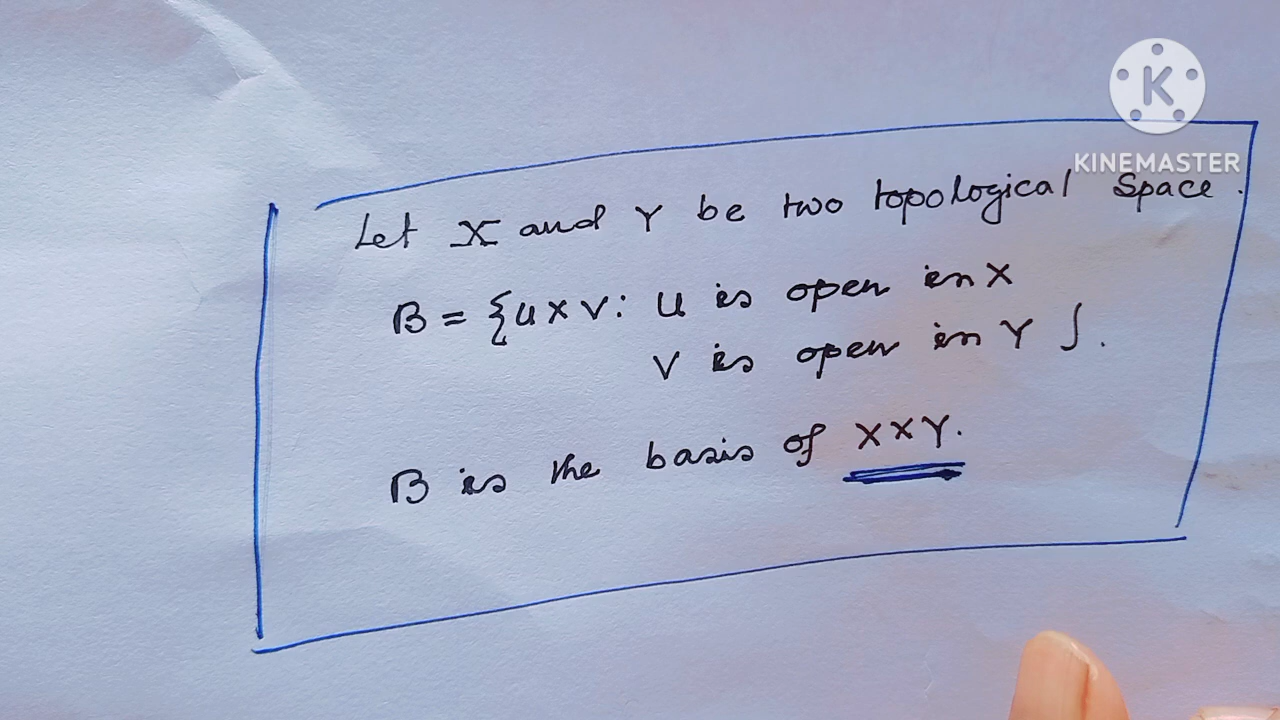 K
KINEMASTER
Let X and Y be two topological Space.
B = {U X V: U is open in X
V is open in Y }.
B is the basis of X X Y.